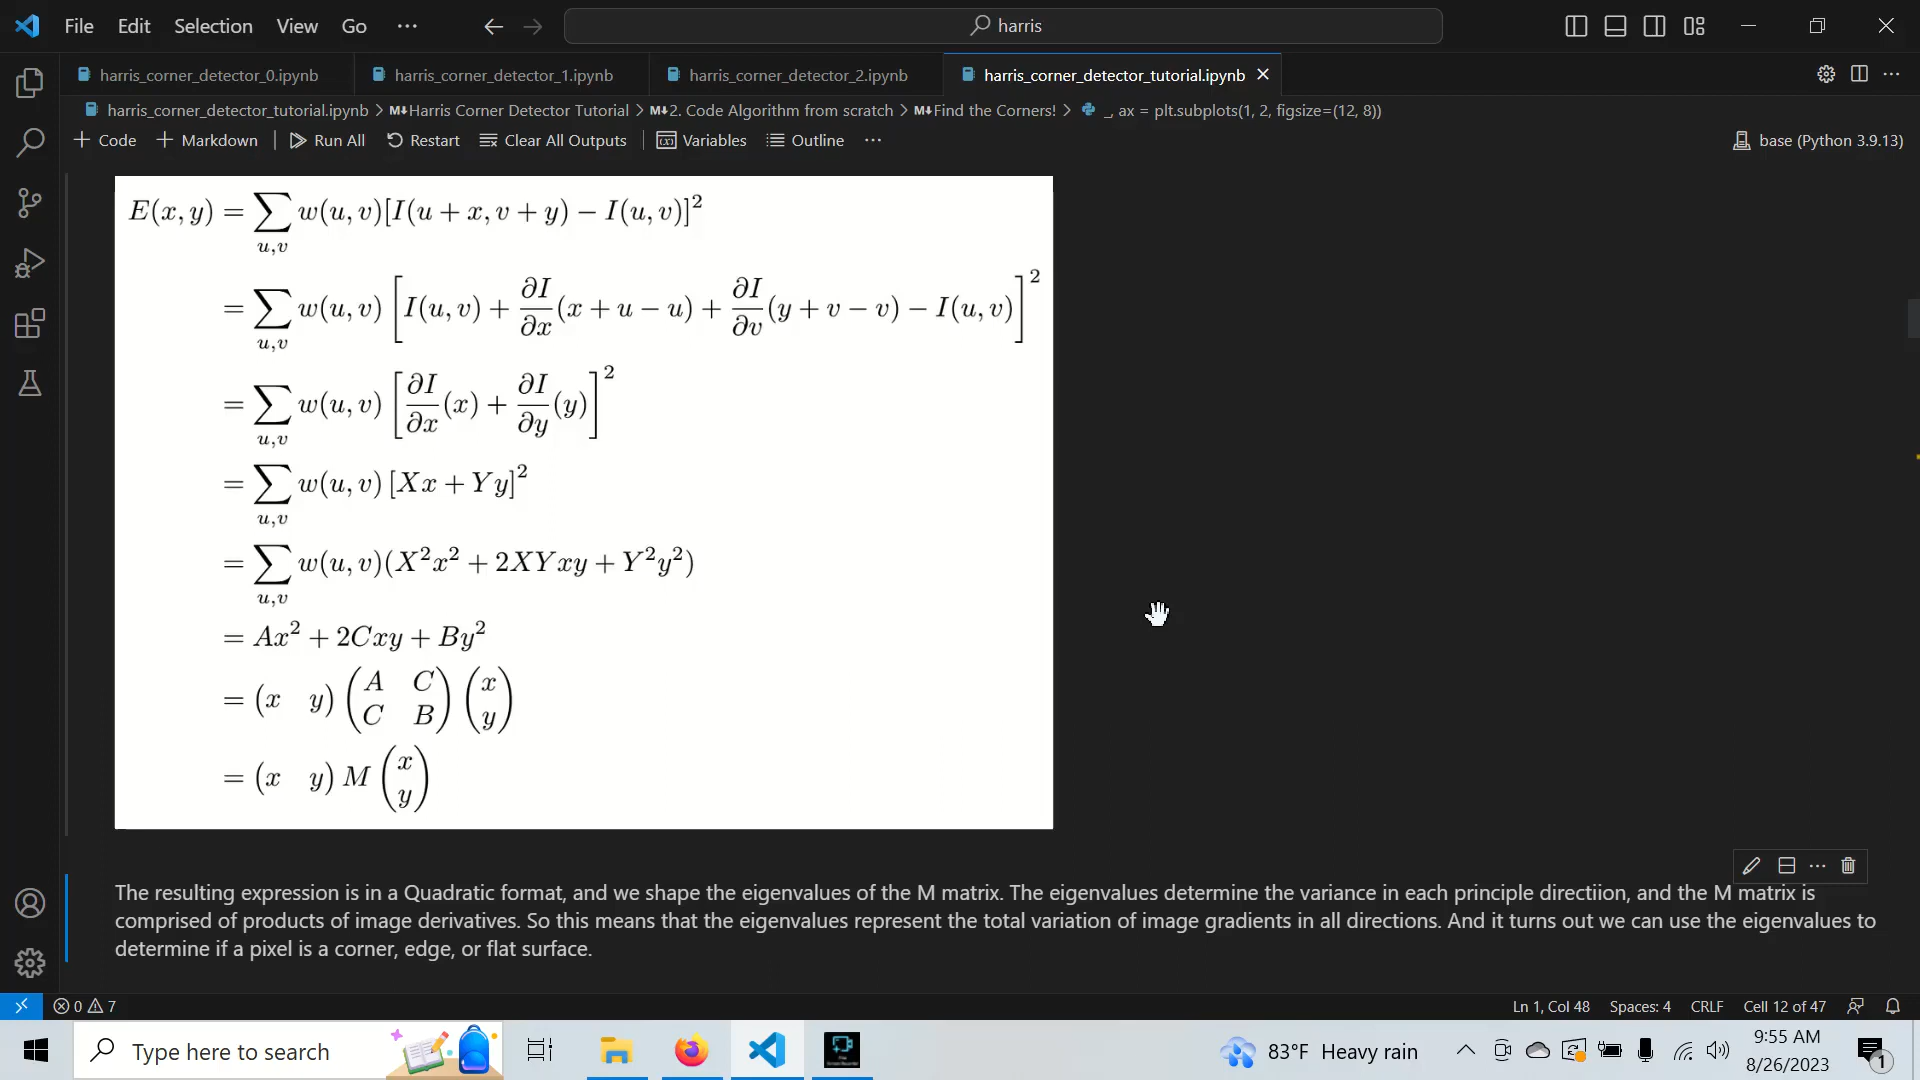 File Edit Selection View Go ··· harris
harris_corner_detector_0.ipynb harris_corner_detector_1.ipynb harris_corner_detector_2.ipynb harris_corner_detector_tutorial.ipynb
harris_corner_detector_tutorial.ipynb > M↓Harris Corner Detector Tutorial > M↓2. Code Algorithm from scratch > M↓Find the Corners! > _, ax = plt.subplots(1, 2, figsize=(12, 8))
+ Code + Markdown | Run All Restart Clear All Outputs | Variables Outline ··· base (Python 3.9.13)
E(x, y) = ∑_{u,v} w(u, v)[I(u + x, v + y) − I(u, v)]²
= ∑_{u,v} w(u, v) [I(u, v) + ∂I/∂x (x + u − u) + ∂I/∂v (y + v − v) − I(u, v)]²
= ∑_{u,v} w(u, v) [∂I/∂x (x) + ∂I/∂y (y)]²
= ∑_{u,v} w(u, v) [Xx + Yy]²
= ∑_{u,v} w(u, v)(X²x² + 2XYxy + Y²y²)
= Ax² + 2Cxy + By²
= (x y) (A C; C B) (x; y)
= (x y) M (x; y)
The resulting expression is in a Quadratic format, and we shape the eigenvalues of the M matrix. The eigenvalues determine the variance in each principle directiion, and the M matrix is
comprised of products of image derivatives. So this means that the eigenvalues represent the total variation of image gradients in all directions. And it turns out we can use the eigenvalues to
determine if a pixel is a corner, edge, or flat surface.
0 7 Ln 1, Col 48 Spaces: 4 CRLF Cell 12 of 47
Type here to search 83°F Heavy rain 9:55 AM
8/26/2023 1